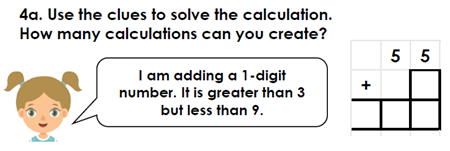 4a. Use the clues to solve the calculation.
How many calculations can you create?
I am adding a 1-digit
number. It is greater than 3
but less than 9.
5 5
+